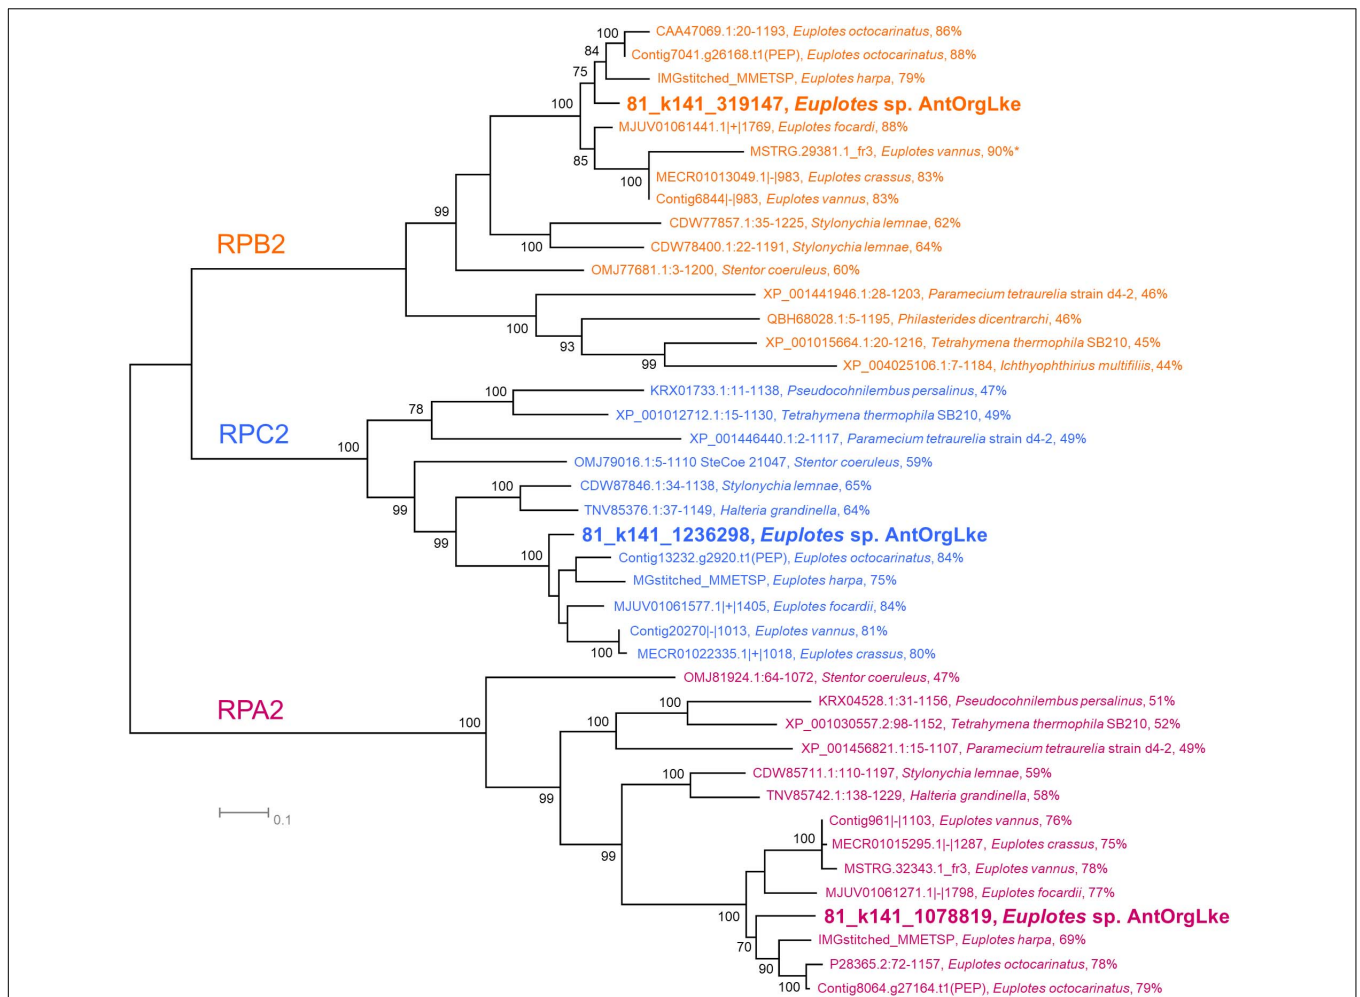 100
CAA47069.1:20-1193, Euplotes octocarinatus, 86%
84
Contig7041.g26168.t1(PEP), Euplotes octocarinatus, 88%
75
IMGstitched_MMETSP, Euplotes harpa, 79%
100
81_k141_319147, Euplotes sp. AntOrgLke
MJUV01061441.1|+|1769, Euplotes focardi, 88%
85
MSTRG.29381.1_fr3, Euplotes vannus, 90%*
100
MECR01013049.1|-|983, Euplotes crassus, 83%
Contig6844|-|983, Euplotes vannus, 83%
99
CDW77857.1:35-1225, Stylonychia lemnae, 62%
RPB2
100
CDW78400.1:22-1191, Stylonychia lemnae, 64%
OMJ77681.1:3-1200, Stentor coeruleus, 60%
XP_001441946.1:28-1203, Paramecium tetraurelia strain d4-2, 46%
100
QBH68028.1:5-1195, Philasterides dicentrarchi, 46%
93
XP_001015664.1:20-1216, Tetrahymena thermophila SB210, 45%
99
XP_004025106.1:7-1184, Ichthyophthirius multifiliis, 44%
100
KRX01733.1:11-1138, Pseudocohnilembus persalinus, 47%
78
XP_001012712.1:15-1130, Tetrahymena thermophila SB210, 49%
RPC2
100
XP_001446440.1:2-1117, Paramecium tetraurelia strain d4-2, 49%
OMJ79016.1:5-1110 SteCoe 21047, Stentor coeruleus, 59%
99
100
CDW87846.1:34-1138, Stylonychia lemnae, 65%
TNV85376.1:37-1149, Halteria grandinella, 64%
99
81_k141_1236298, Euplotes sp. AntOrgLke
100
Contig13232.g2920.t1(PEP), Euplotes octocarinatus, 84%
MGstitched_MMETSP, Euplotes harpa, 75%
MJUV01061577.1|+|1405, Euplotes focardii, 84%
Contig20270|-|1013, Euplotes vannus, 81%
100
MECR01022335.1|+|1018, Euplotes crassus, 80%
OMJ81924.1:64-1072, Stentor coeruleus, 47%
RPA2
100
100
KRX04528.1:31-1156, Pseudocohnilembus persalinus, 51%
100
XP_001030557.2:98-1152, Tetrahymena thermophila SB210, 52%
XP_001456821.1:15-1107, Paramecium tetraurelia strain d4-2, 49%
99
100
CDW85711.1:110-1197, Stylonychia lemnae, 59%
TNV85742.1:138-1229, Halteria grandinella, 58%
0.1
99
Contig961|-|1103, Euplotes vannus, 76%
100
MECR01015295.1|-|1287, Euplotes crassus, 75%
MSTRG.32343.1_fr3, Euplotes vannus, 78%
MJUV01061271.1|-|1798, Euplotes focardii, 77%
100
81_k141_1078819, Euplotes sp. AntOrgLke
70
IMGstitched_MMETSP, Euplotes harpa, 69%
90
P28365.2:72-1157, Euplotes octocarinatus, 78%
100
Contig8064.g27164.t1(PEP), Euplotes octocarinatus, 79%